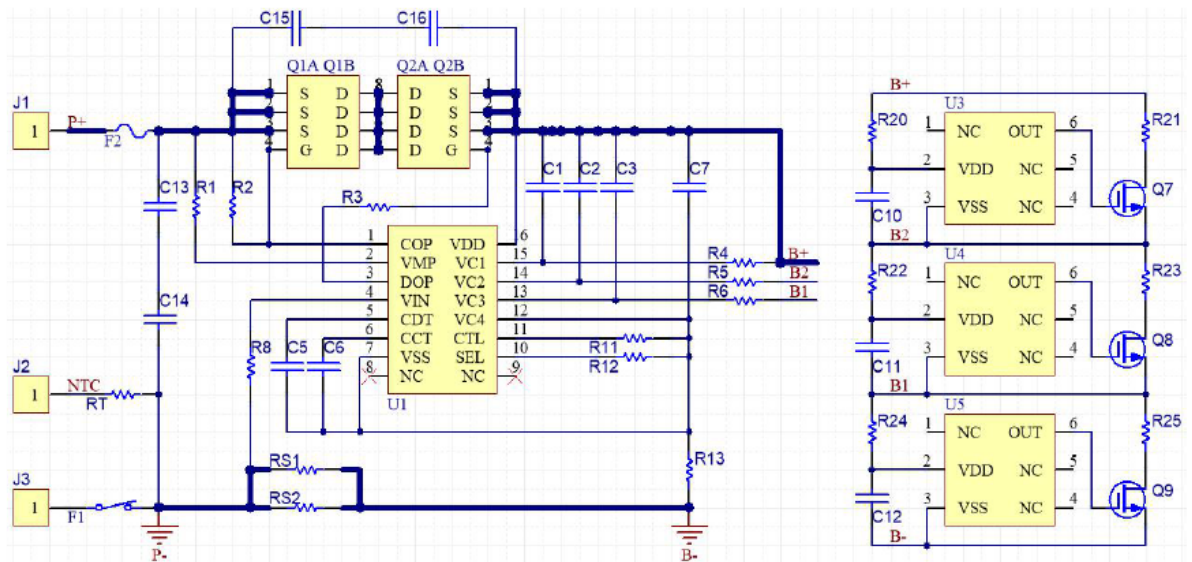 C15 C16
Q1A Q1B Q2A Q2B
1 S D 8 D S 1
2 S D D S 2
3 S D D S 3
4 G D D G 4
J1
1 P+
F2
C13 R1 R2
R3
C1 C2 C3 C7
1 COP VDD 16
2 VMP VC1 15
3 DOP VC2 14
4 VIN VC3 13
5 CDT VC4 12
6 CCT CTL 11
7 VSS SEL 10
8 NC NC 9
U1
R4 B+
R5 B2
R6 B1
R11
R12
C14
R8 C5 C6
J2
1 NTC
RT
R13
J3
1
F1
RS1
RS2
P-
B-
B+
U3
R20 R21
1 NC OUT 6
2 VDD NC 5
3 VSS NC 4
C10 Q7
B2
U4
R22 R23
1 NC OUT 6
2 VDD NC 5
3 VSS NC 4
C11 Q8
B1
U5
R24 R25
1 NC OUT 6
2 VDD NC 5
3 VSS NC 4
C12 Q9
B-